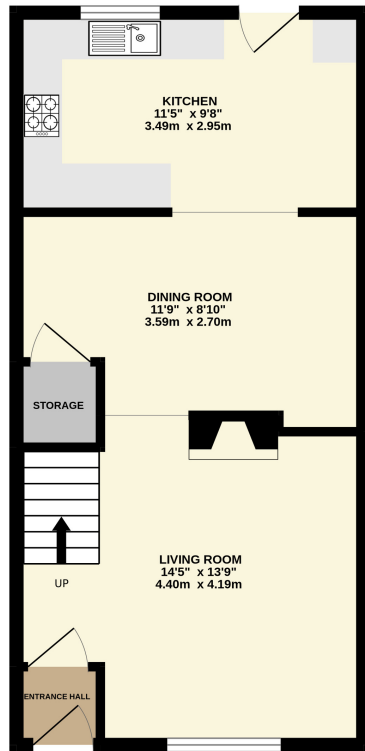 KITCHEN
11'5" x 9'8"
3.49m x 2.95m
DINING ROOM
11'9" x 8'10"
3.59m x 2.70m
STORAGE
LIVING ROOM
14'5" x 13'9"
4.40m x 4.19m
UP
ENTRANCE HALL